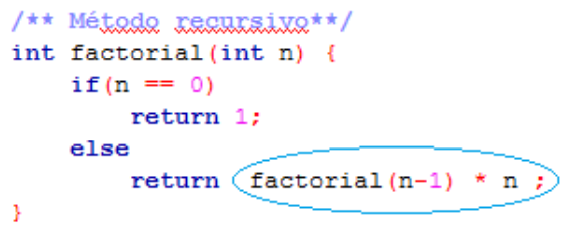 /** Método recursivo**/
int factorial(int n) {
if(n == 0)
return 1;
else
return factorial(n-1) * n ;
}